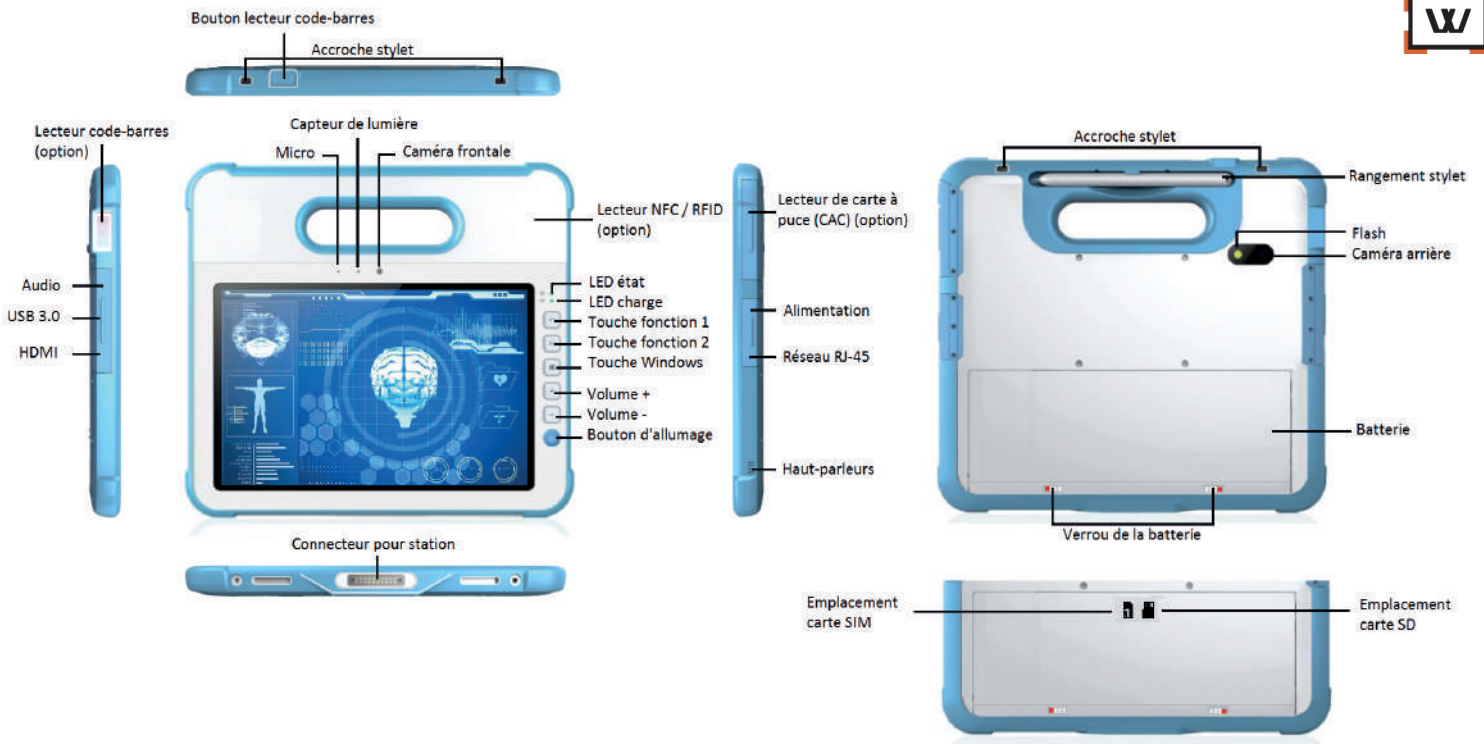 Bouton lecteur code-barres
Accroche stylet
Lecteur code-barres
(option)
Capteur de lumière
Micro
Caméra frontale
Audio
USB 3.0
HDMI
Lecteur NFC / RFID
(option)
LED état
LED charge
Touche fonction 1
Touche fonction 2
Touche Windows
Volume +
Volume -
Bouton d'allumage
Lecteur de carte à
puce (CAC) (option)
Alimentation
Réseau RJ-45
Haut-parleurs
Connecteur pour station
Accroche stylet
Rangement stylet
Flash
Caméra arrière
Batterie
Verrou de la batterie
Emplacement
carte SIM
1
Emplacement
carte SD
W